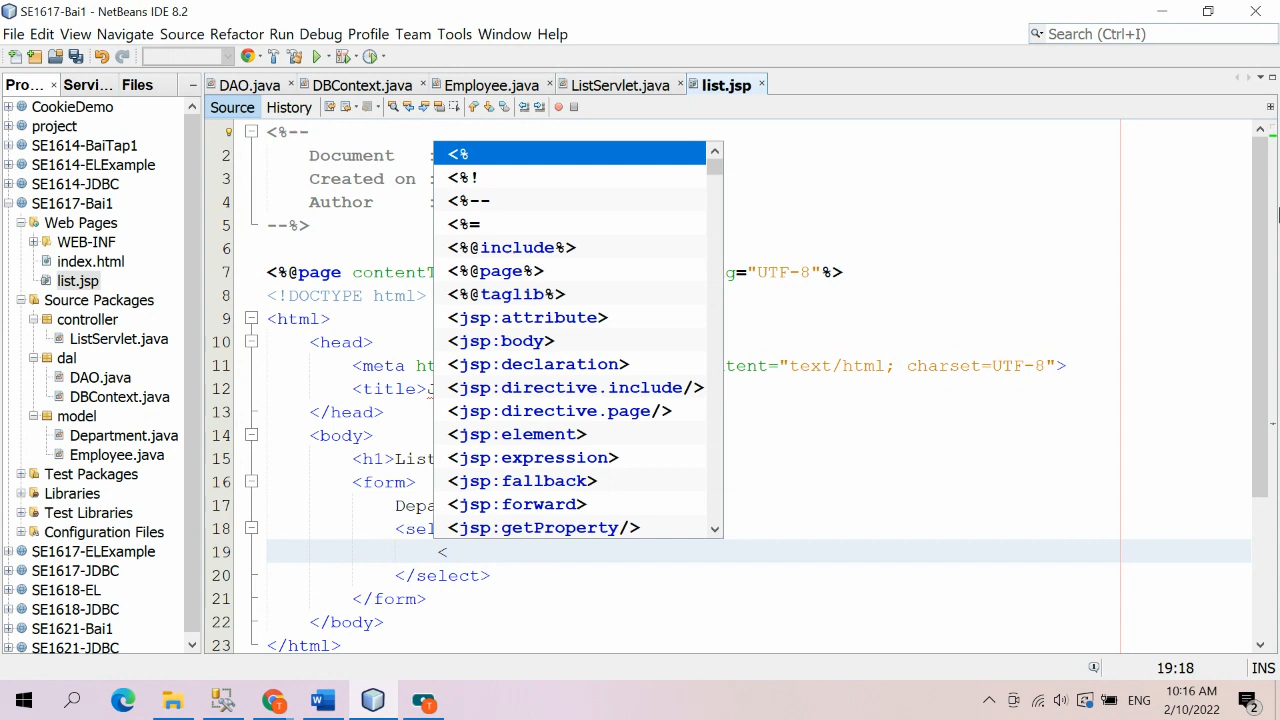 SE1617-Bai1 - NetBeans IDE 8.2
File Edit View Navigate Source Refactor Run Debug Profile Team Tools Window Help
Search (Ctrl+I)
Pro... Servi... Files
DAO.java DBContext.java Employee.java ListServlet.java list.jsp
Source History
CookieDemo
project
SE1614-BaiTap1
SE1614-ELExample
SE1614-JDBC
SE1617-Bai1
Web Pages
WEB-INF
index.html
list.jsp
Source Packages
controller
ListServlet.java
dal
DAO.java
DBContext.java
model
Department.java
Employee.java
Test Packages
Libraries
Test Libraries
Configuration Files
SE1617-ELExample
SE1617-JDBC
SE1618-EL
SE1618-JDBC
SE1621-Bai1
SE1621-JDBC
<%--
2 Document :
3 Created on :
4 Author :
5 --%>
6
7 <%@page contentT g="UTF-8"%>
8 <!DOCTYPE html>
9 <html>
10 <head>
11 <meta ht tent="text/html; charset=UTF-8">
12 <title>J
13 </head>
14 <body>
15 <h1>List
16 <form>
17 Depa
18 <sel
19 <
20 </select>
21 </form>
22 </body>
23 </html>
<%
<%!
<%--
<%=
<%@include%>
<%@page%>
<%@taglib%>
<jsp:attribute>
<jsp:body>
<jsp:declaration>
<jsp:directive.include/>
<jsp:directive.page/>
<jsp:element>
<jsp:expression>
<jsp:fallback>
<jsp:forward>
<jsp:getProperty/>
19:18 INS
ENG
10:16 AM
2/10/2022
2